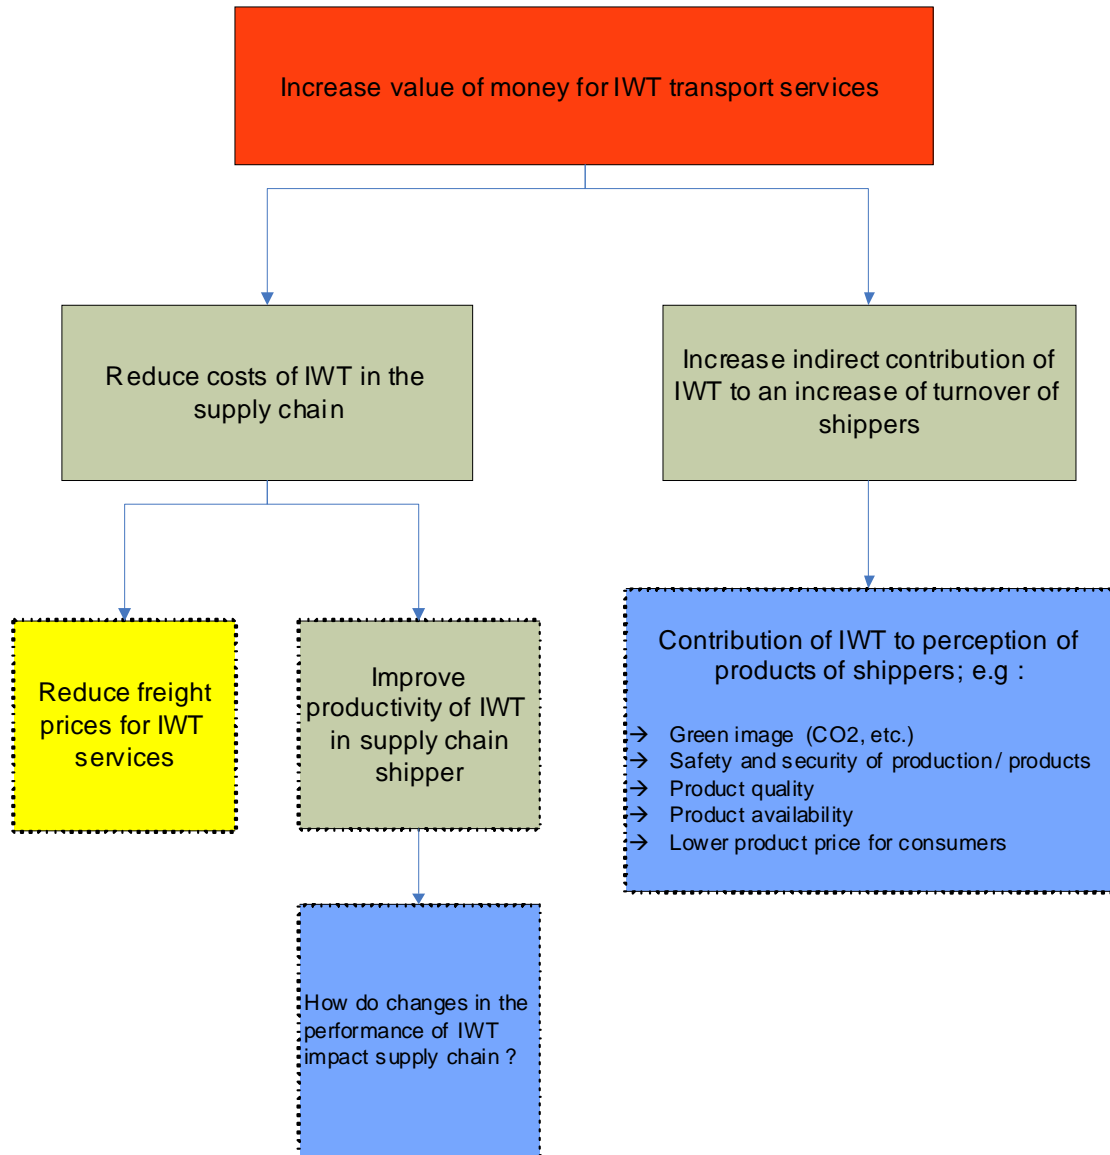 Increase value of money for IWT transport services
Reduce costs of IWT in the
supply chain
Increase indirect contribution of
IWT to an increase of turnover of
shippers
Reduce freight
prices for IWT
services
Improve
productivity of IWT
in supply chain
shipper
Contribution of IWT to perception of
products of shippers; e.g :
→ Green image (CO2, etc.)
→ Safety and security of production / products
→ Product quality
→ Product availability
→ Lower product price for consumers
How do changes in the
performance of IWT
impact supply chain ?